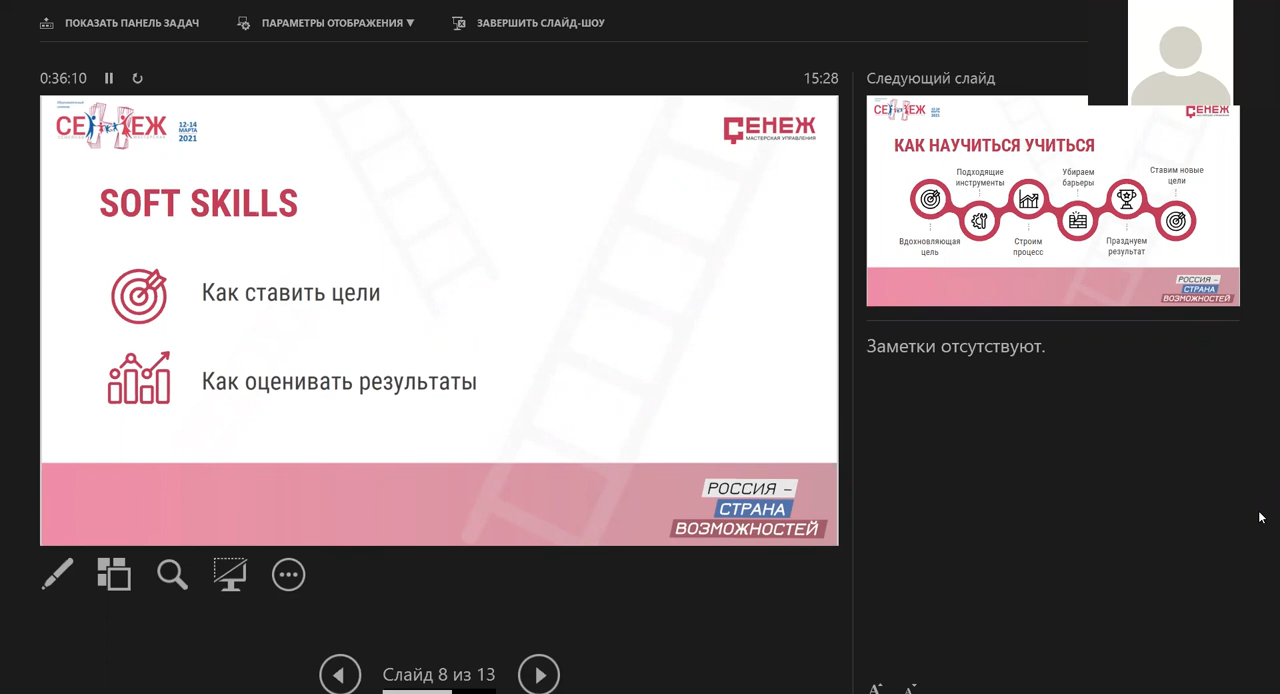 ПОКАЗАТЬ ПАНЕЛЬ ЗАДАЧ
ПАРАМЕТРЫ ОТОБРАЖЕНИЯ ▼
ЗАВЕРШИТЬ СЛАЙД-ШОУ
0:36:10
15:28
СЕНЕЖ
12-14
МАРТА
2021
СЕНЕЖ
МАСТЕРСКАЯ УПРАВЛЕНИЯ
SOFT SKILLS
Как ставить цели
Как оценивать результаты
РОССИЯ –
СТРАНА
ВОЗМОЖНОСТЕЙ
Слайд 8 из 13
Следующий слайд
СЕНЕЖ
СЕНЕЖ
КАК НАУЧИТЬСЯ УЧИТЬСЯ
Подходящие
инструменты
Убираем
барьеры
Ставим новые
цели
Вдохновляющая
цель
Строим
процесс
Празднуем
результат
РОССИЯ –
СТРАНА
ВОЗМОЖНОСТЕЙ
Заметки отсутствуют.
A A